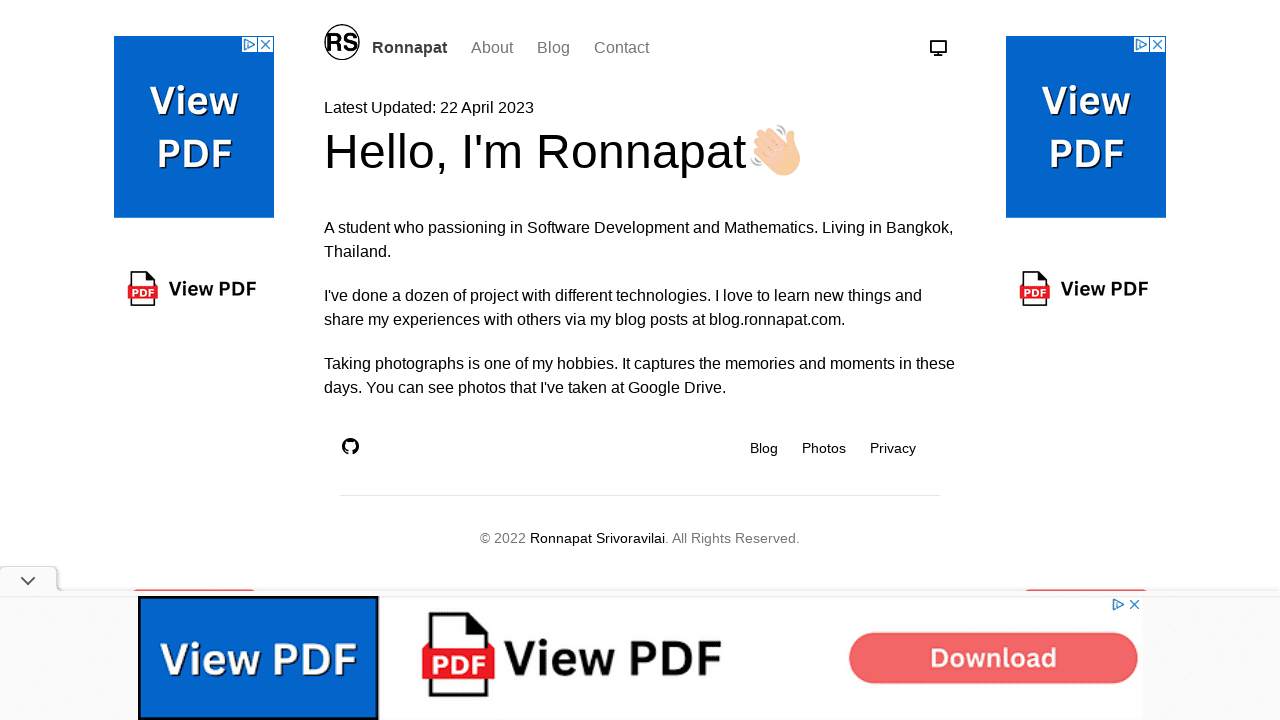 RS Ronnapat About Blog Contact
Latest Updated: 22 April 2023
Hello, I'm Ronnapat
A student who passioning in Software Development and Mathematics. Living in Bangkok,
Thailand.
I've done a dozen of project with different technologies. I love to learn new things and
share my experiences with others via my blog posts at blog.ronnapat.com.
Taking photographs is one of my hobbies. It captures the memories and moments in these
days. You can see photos that I've taken at Google Drive.
Blog Photos Privacy
© 2022 Ronnapat Srivoravilai. All Rights Reserved.
View
PDF
PDF View PDF
View
PDF
PDF View PDF
View PDF PDF View PDF Download